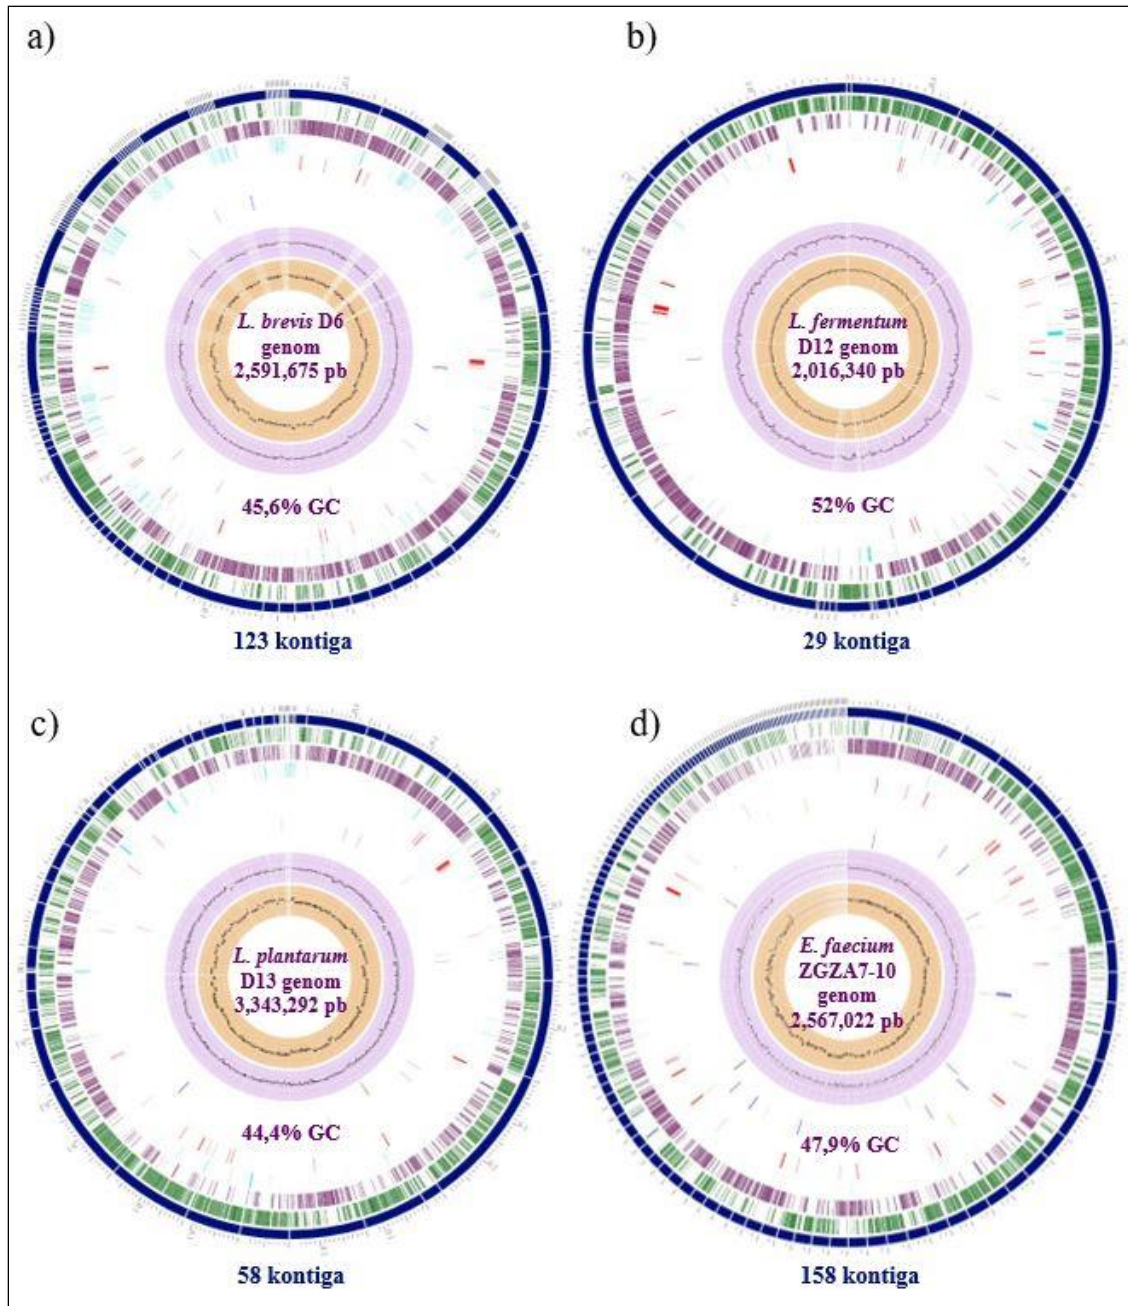 a)
L. brevis D6
genom
2,591,675 pb
45,6% GC
123 kontiga
b)
L. fermentum
D12 genom
2,016,340 pb
52% GC
29 kontiga
c)
L. plantarum
D13 genom
3,343,292 pb
44,4% GC
58 kontiga
d)
E. faecium
ZGZA7-10
genom
2,567,022 pb
47,9% GC
158 kontiga